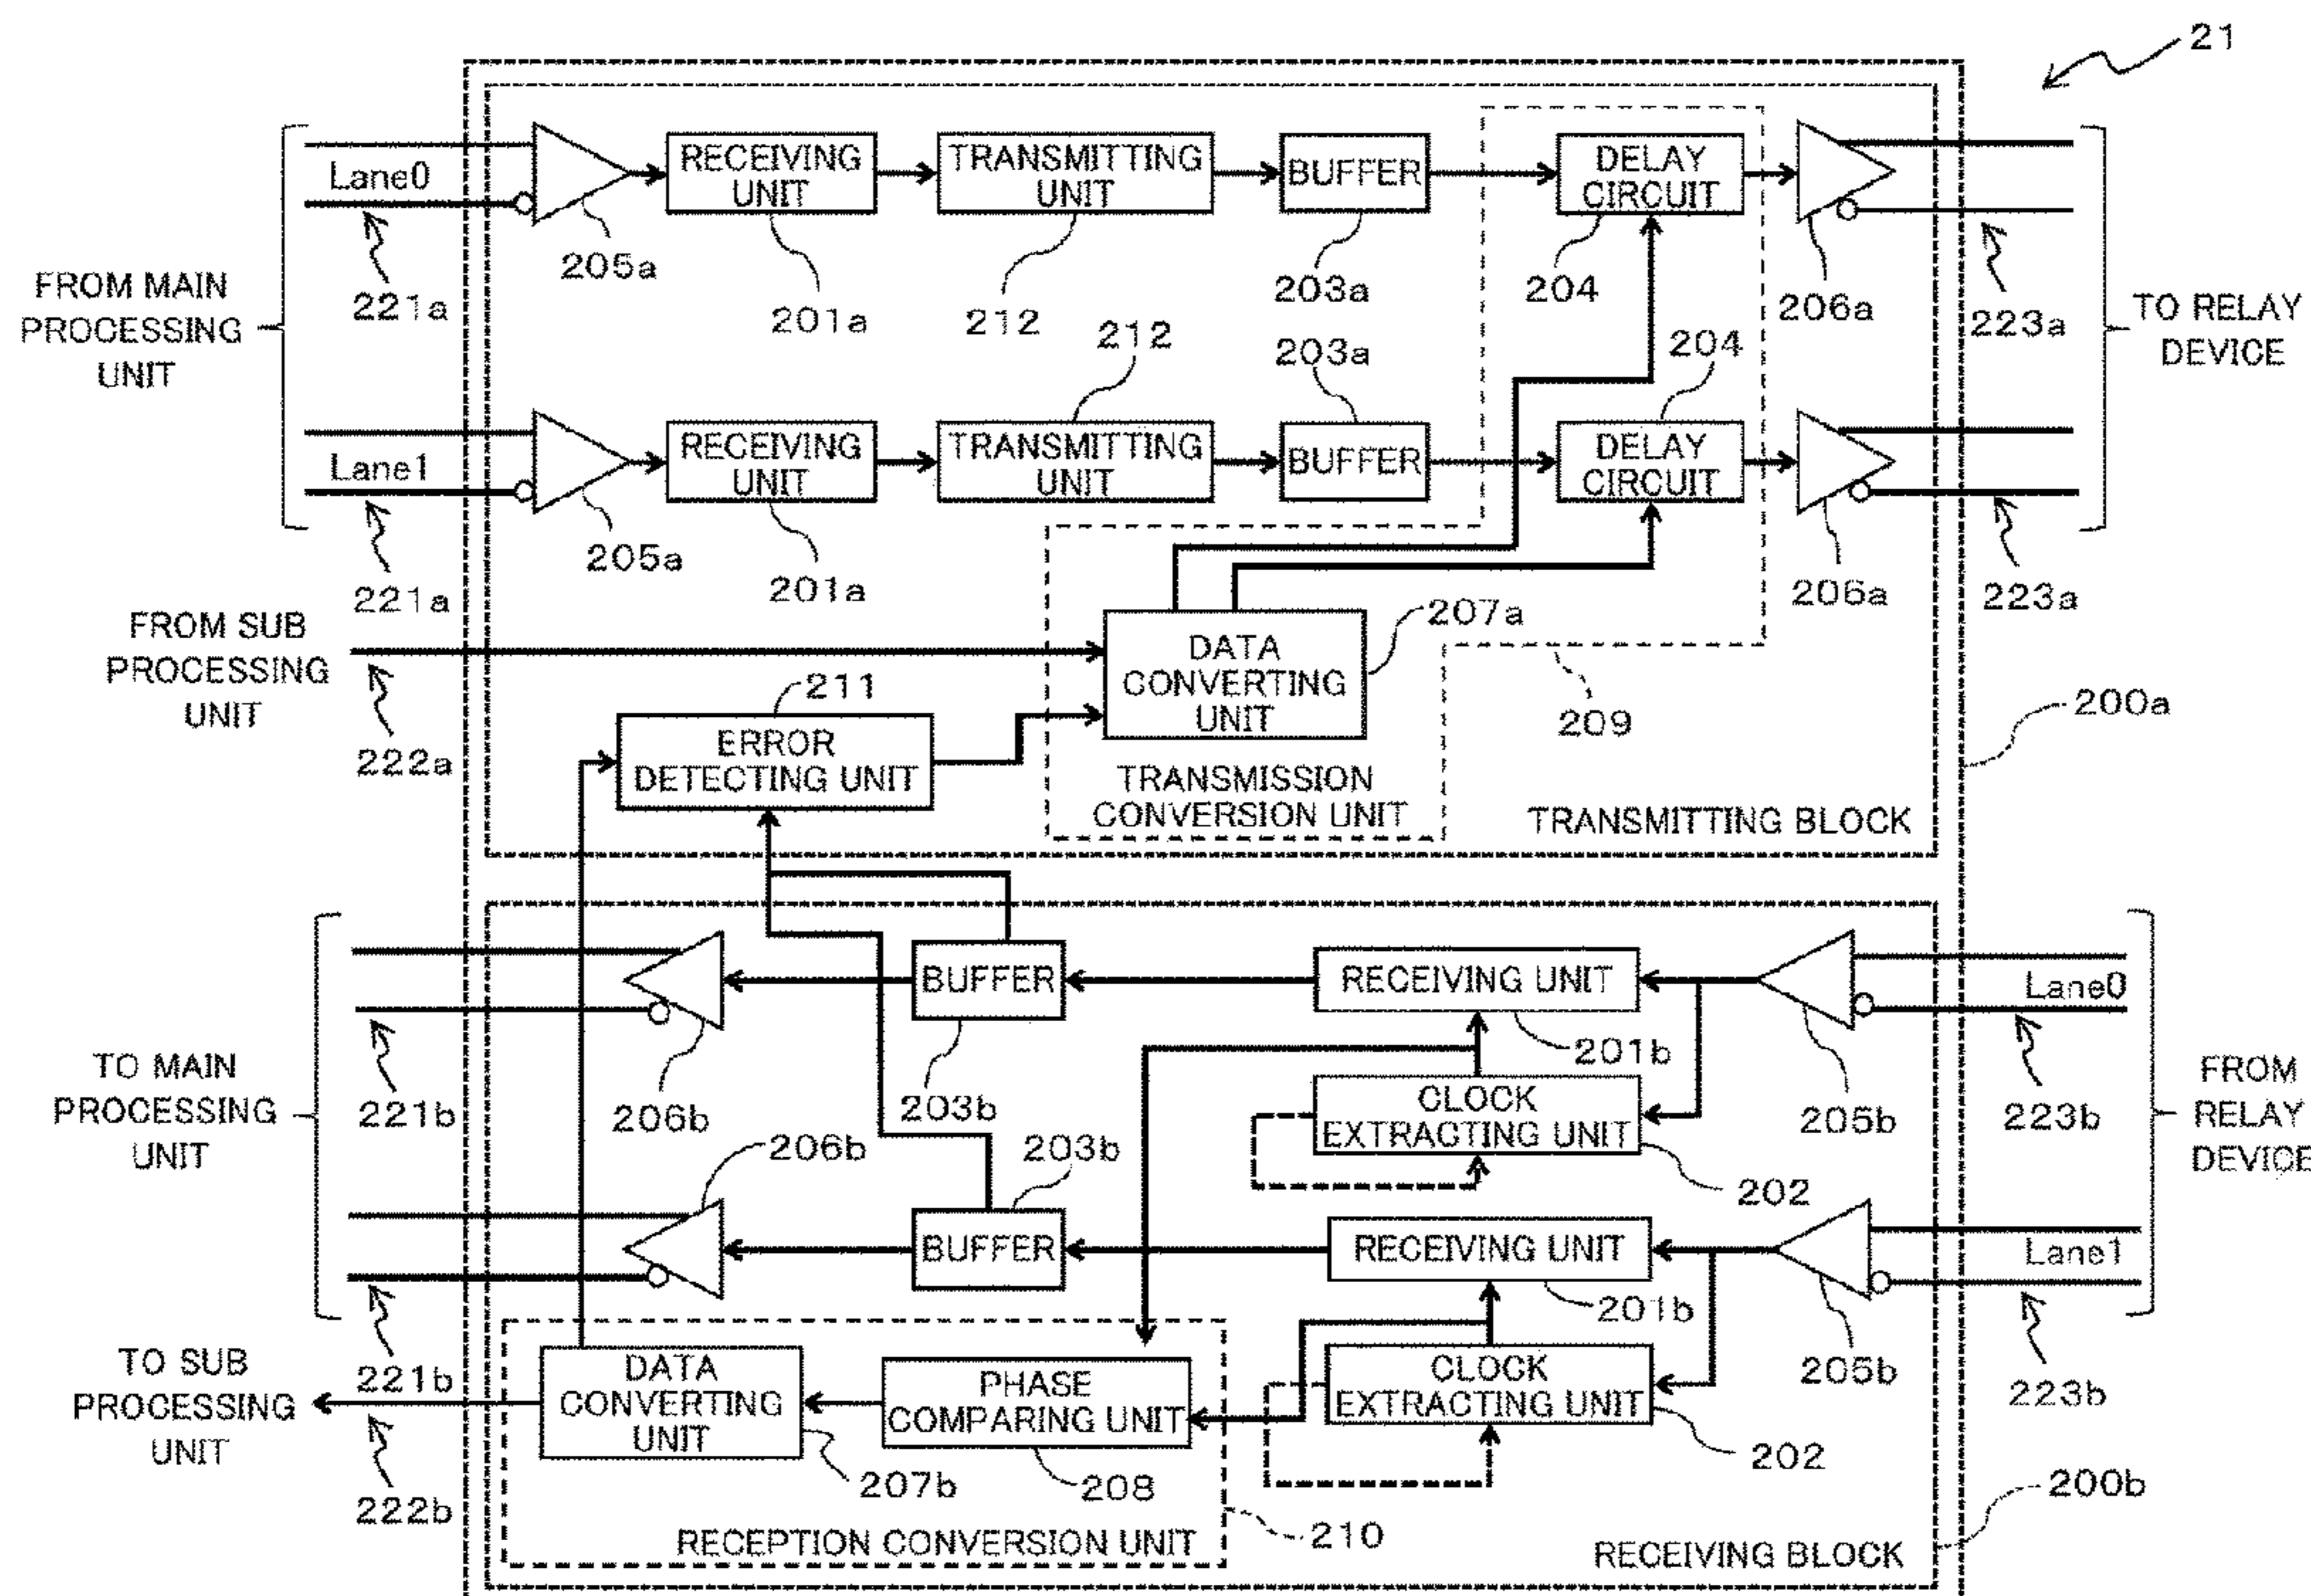 21
RECEIVING
UNIT
TRANSMITTING
UNIT
BUFFER
DELAY
CIRCUIT
Lane0
205a
201a
212
203a
204
206a
221a
223a
FROM MAIN
PROCESSING
UNIT
TO RELAY
DEVICE
212
203a
204
RECEIVING
UNIT
TRANSMITTING
UNIT
BUFFER
DELAY
CIRCUIT
Lane1
205a
201a
206a
221a
223a
FROM SUB
PROCESSING
UNIT
222a
207a
DATA
CONVERTING
UNIT
211
ERROR
DETECTING UNIT
209
200a
TRANSMISSION
CONVERSION UNIT
TRANSMITTING BLOCK
BUFFER
RECEIVING UNIT
Lane0
201b
TO MAIN
PROCESSING
UNIT
221b
206b
203b
CLOCK
EXTRACTING UNIT
205b
223b
FROM
RELAY
DEVICE
206b
203b
202
BUFFER
RECEIVING UNIT
Lane1
201b
TO SUB
PROCESSING
UNIT
221b
DATA
CONVERTING
UNIT
PHASE
COMPARING UNIT
CLOCK
EXTRACTING UNIT
205b
223b
222b
207b
208
202
200b
RECEPTION CONVERSION UNIT
210
RECEIVING BLOCK